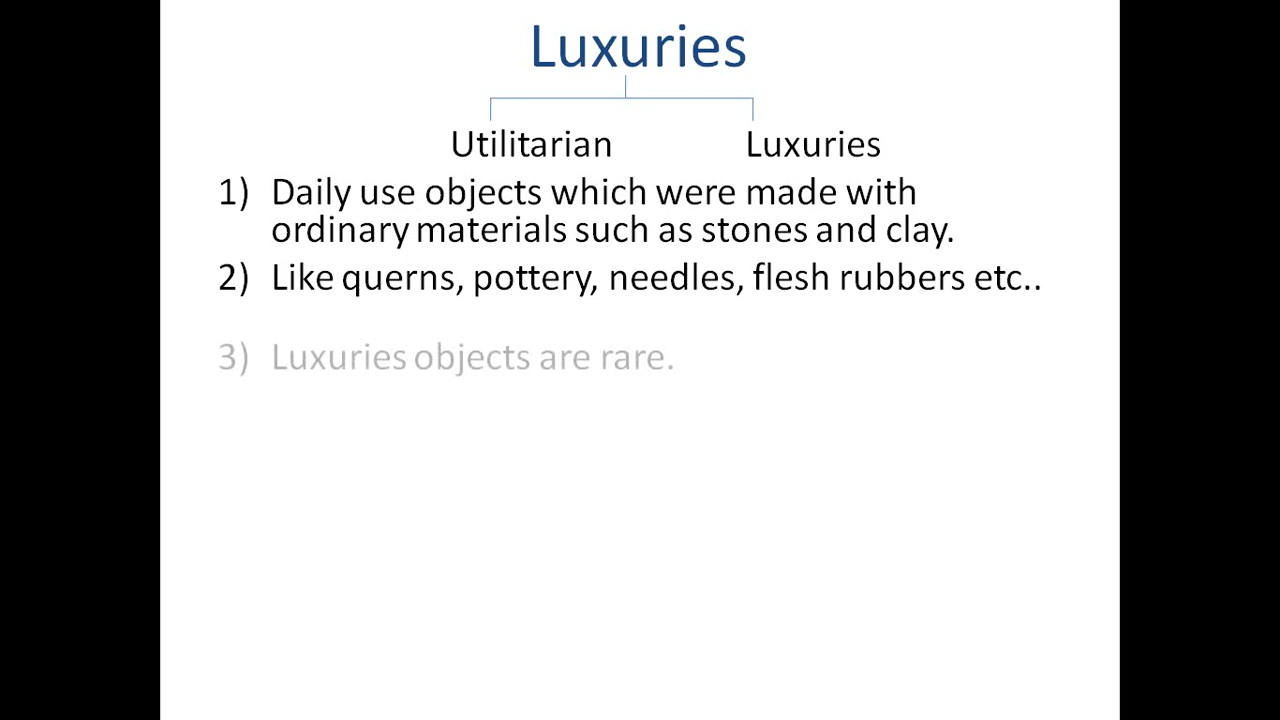 Luxuries
Utilitarian Luxuries
1) Daily use objects which were made with
ordinary materials such as stones and clay.
2) Like querns, pottery, needles, flesh rubbers etc..
3) Luxuries objects are rare.